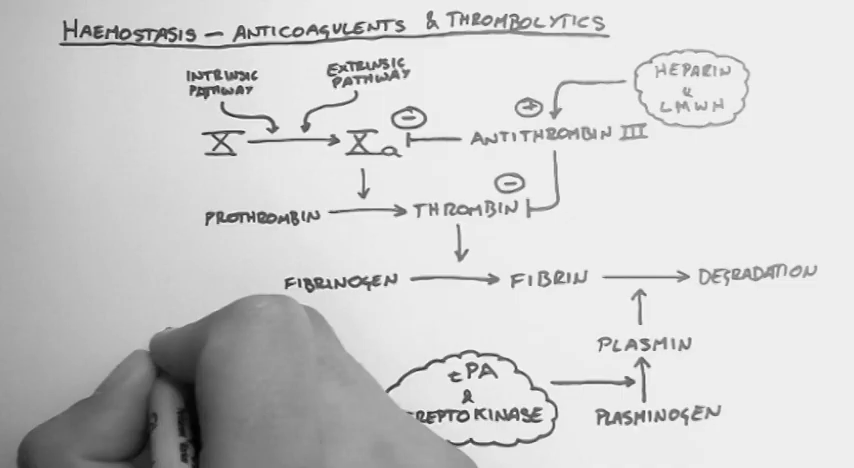 HAEMOSTASIS – ANTICOAGULENTS & THROMBOLYTICS
INTRINSIC
PATHWAY
EXTRINSIC
PATHWAY
HEPARIN
&
LMWH
X
Xa
−
+
ANTITHROMBIN III
−
PROTHROMBIN
THROMBIN
FIBRINOGEN
FIBRIN
DEGRADATION
PLASMIN
tPA
&
REPTOKINASE
PLASMINOGEN